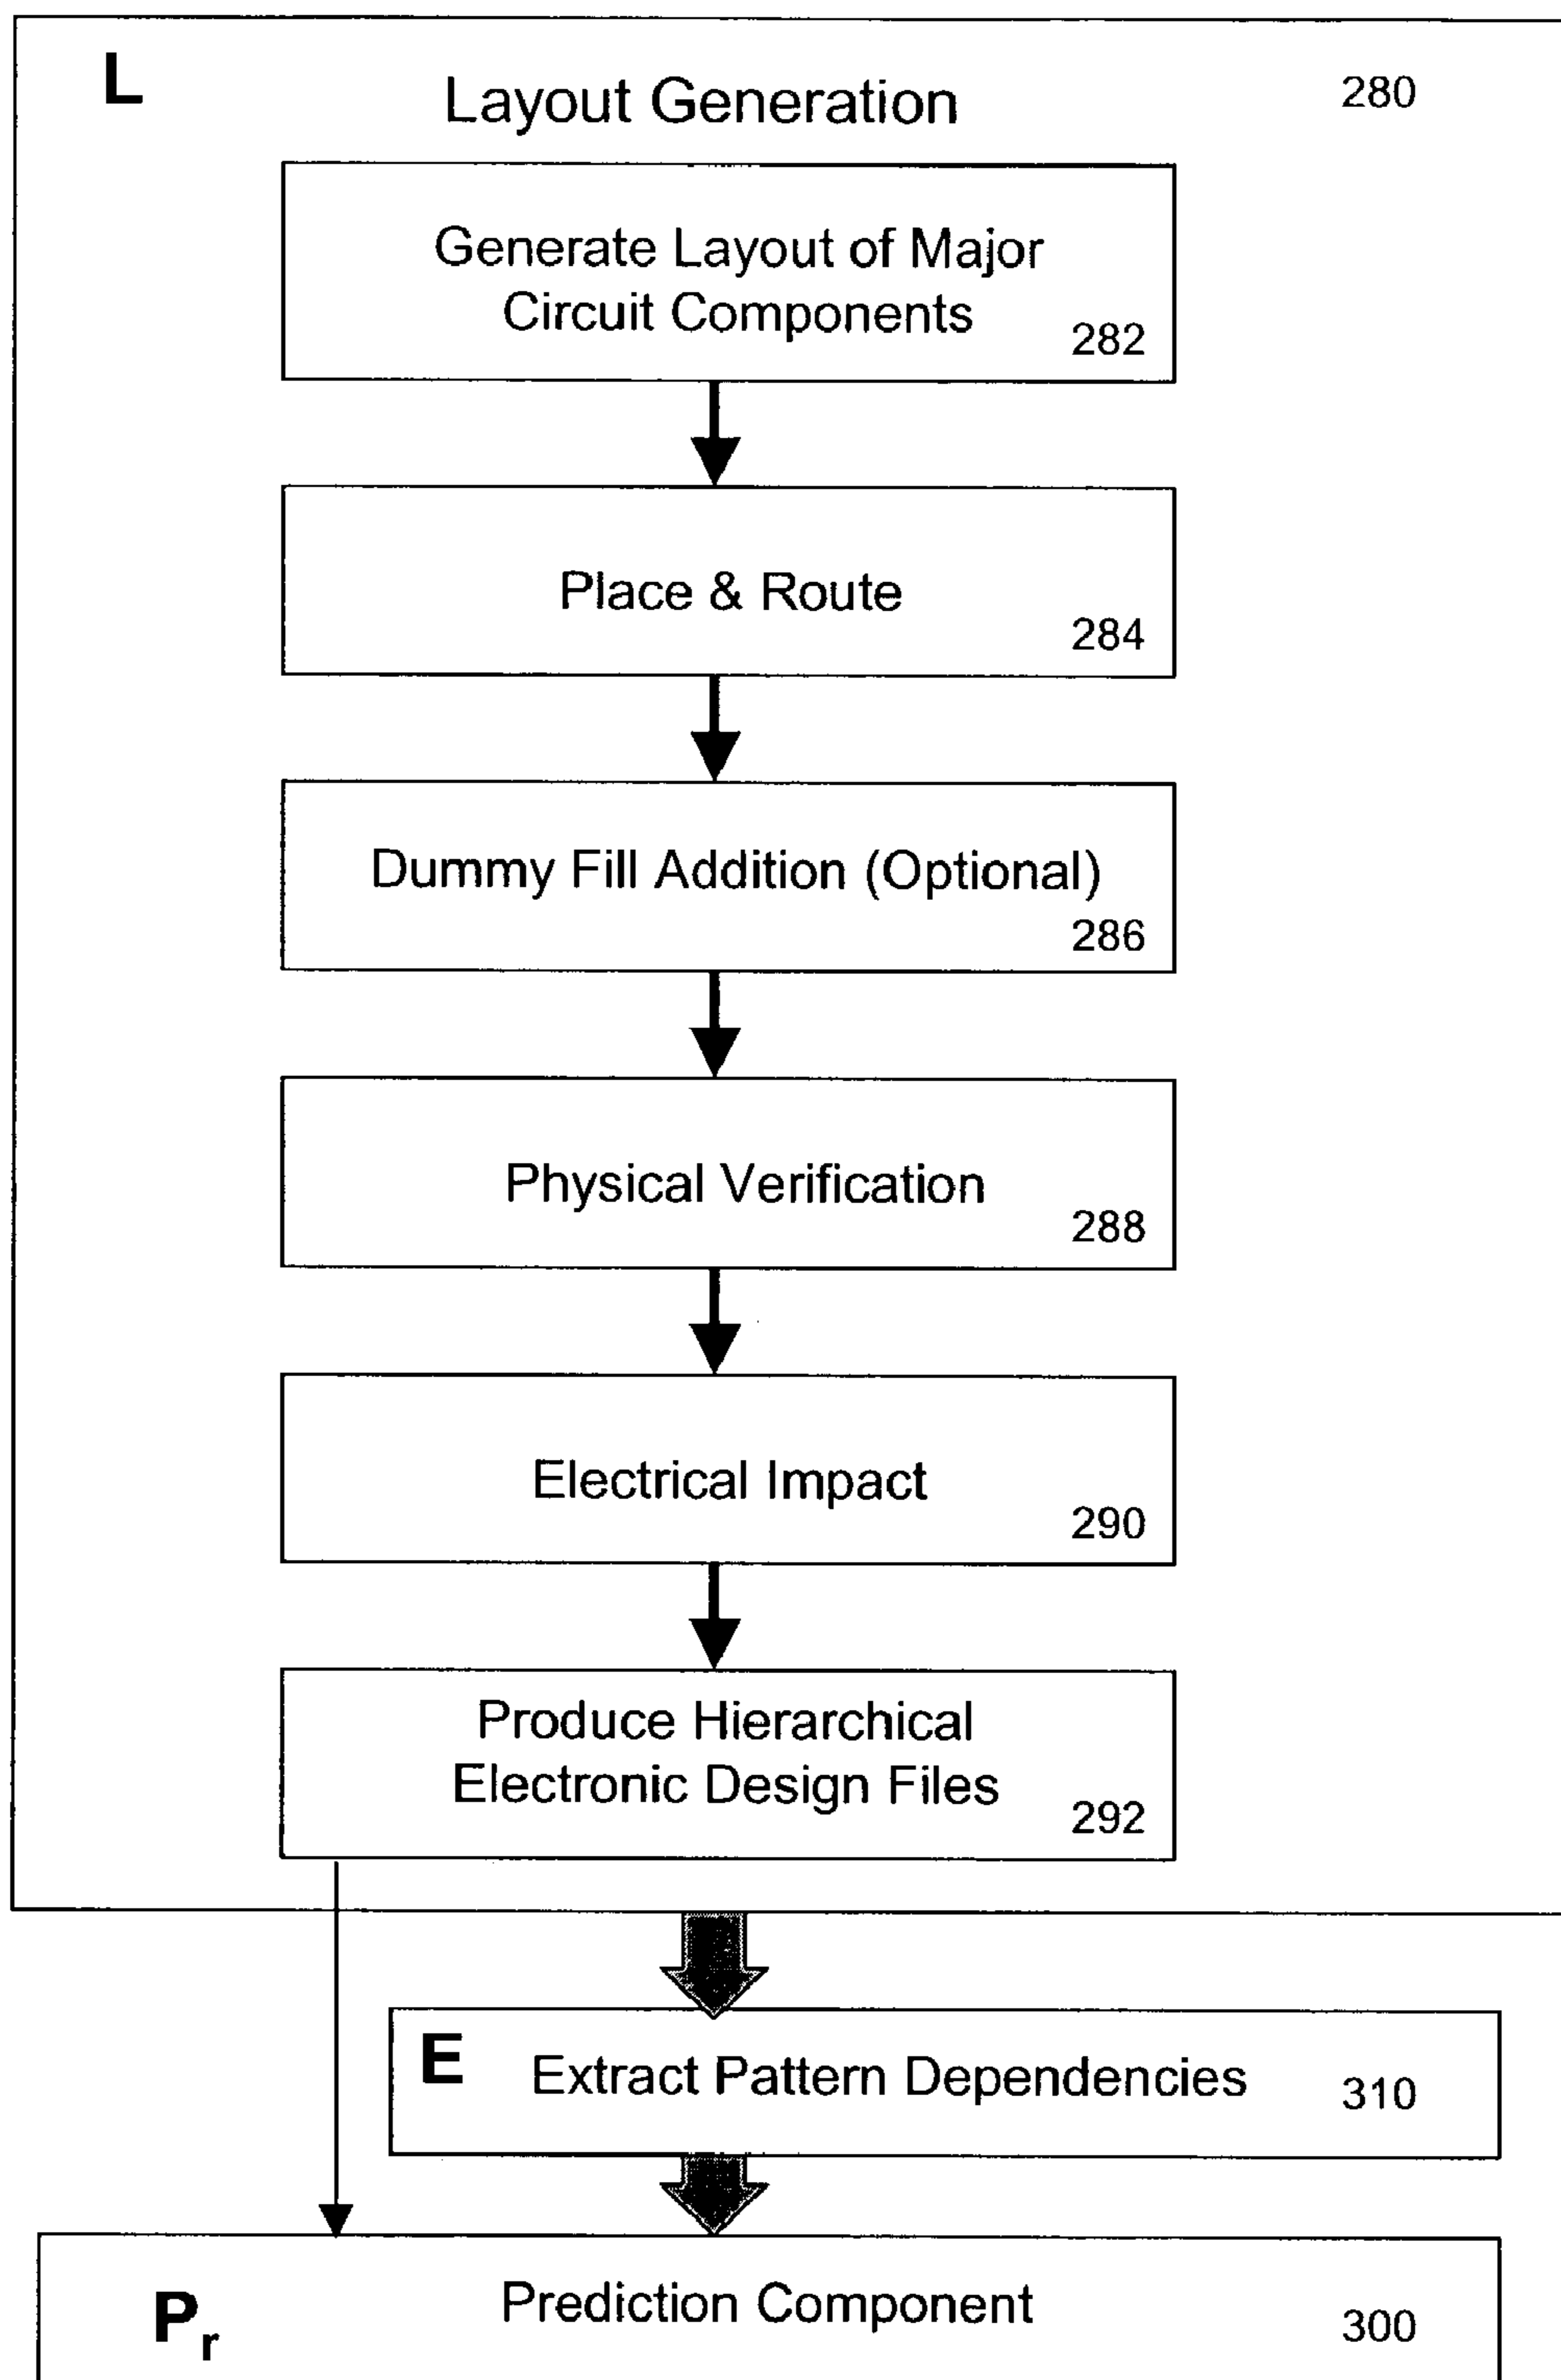 L
Layout Generation
280
Generate Layout of Major
Circuit Components
282
Place & Route
284
Dummy Fill Addition (Optional)
286
Physical Verification
288
Electrical Impact
290
Produce Hierarchical
Electronic Design Files
292
E
Extract Pattern Dependencies
310
Pr
Prediction Component
300